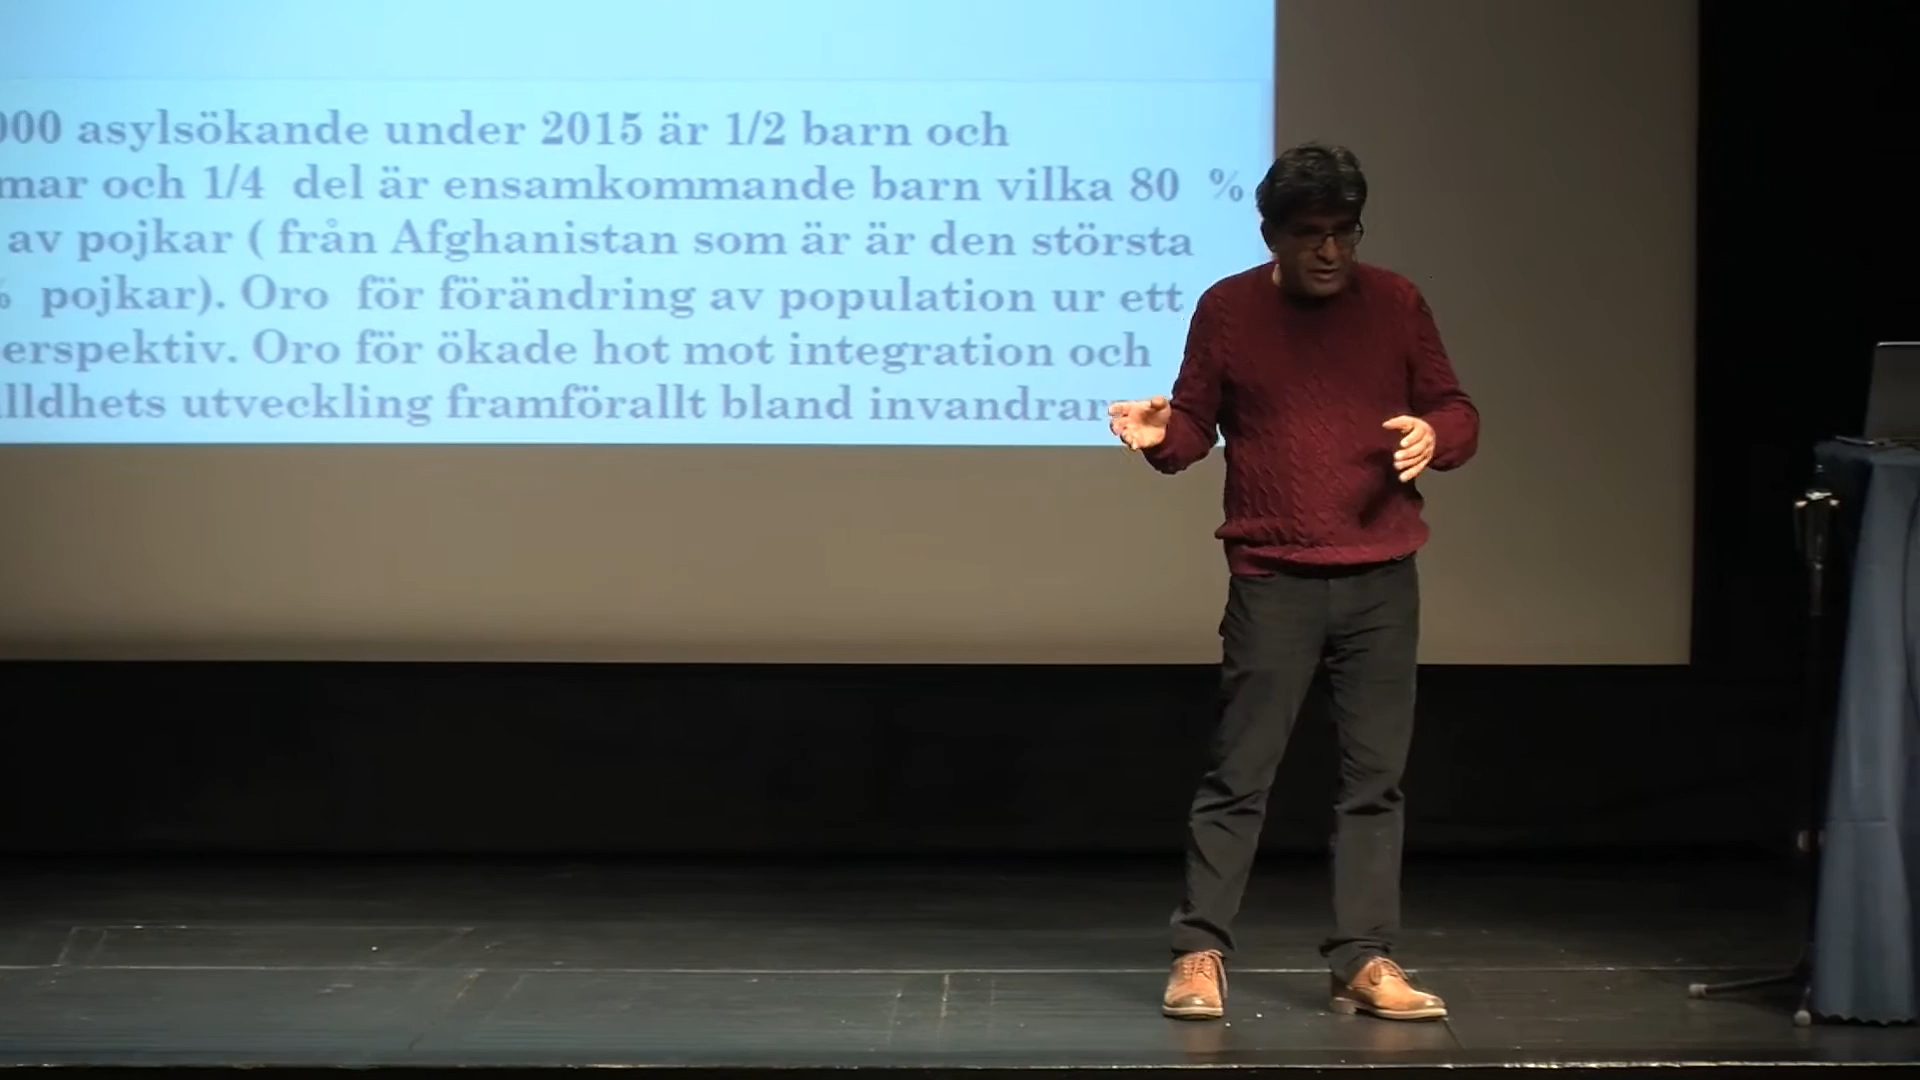 000 asylsökande under 2015 är 1/2 barn och
mar och 1/4 del är ensamkommande barn vilka 80 %
av pojkar ( från Afghanistan som är är den största
% pojkar). Oro för förändring av population ur ett
erspektiv. Oro för ökade hot mot integration och
lldhets utveckling framförallt bland invandrar